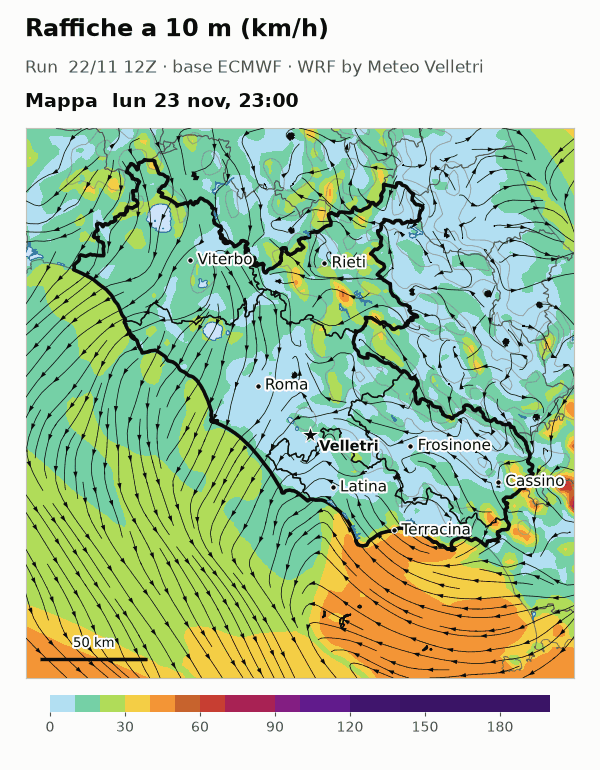 Raffiche a 10 m (km/h)
Run  22/11 12Z · base ECMWF · WRF by Meteo Velletri
Mappa  lun 23 nov, 23:00
Viterbo
Rieti
Roma
Velletri
Frosinone
Latina
Cassino
Terracina
50 km
0 30 60 90 120 150 180